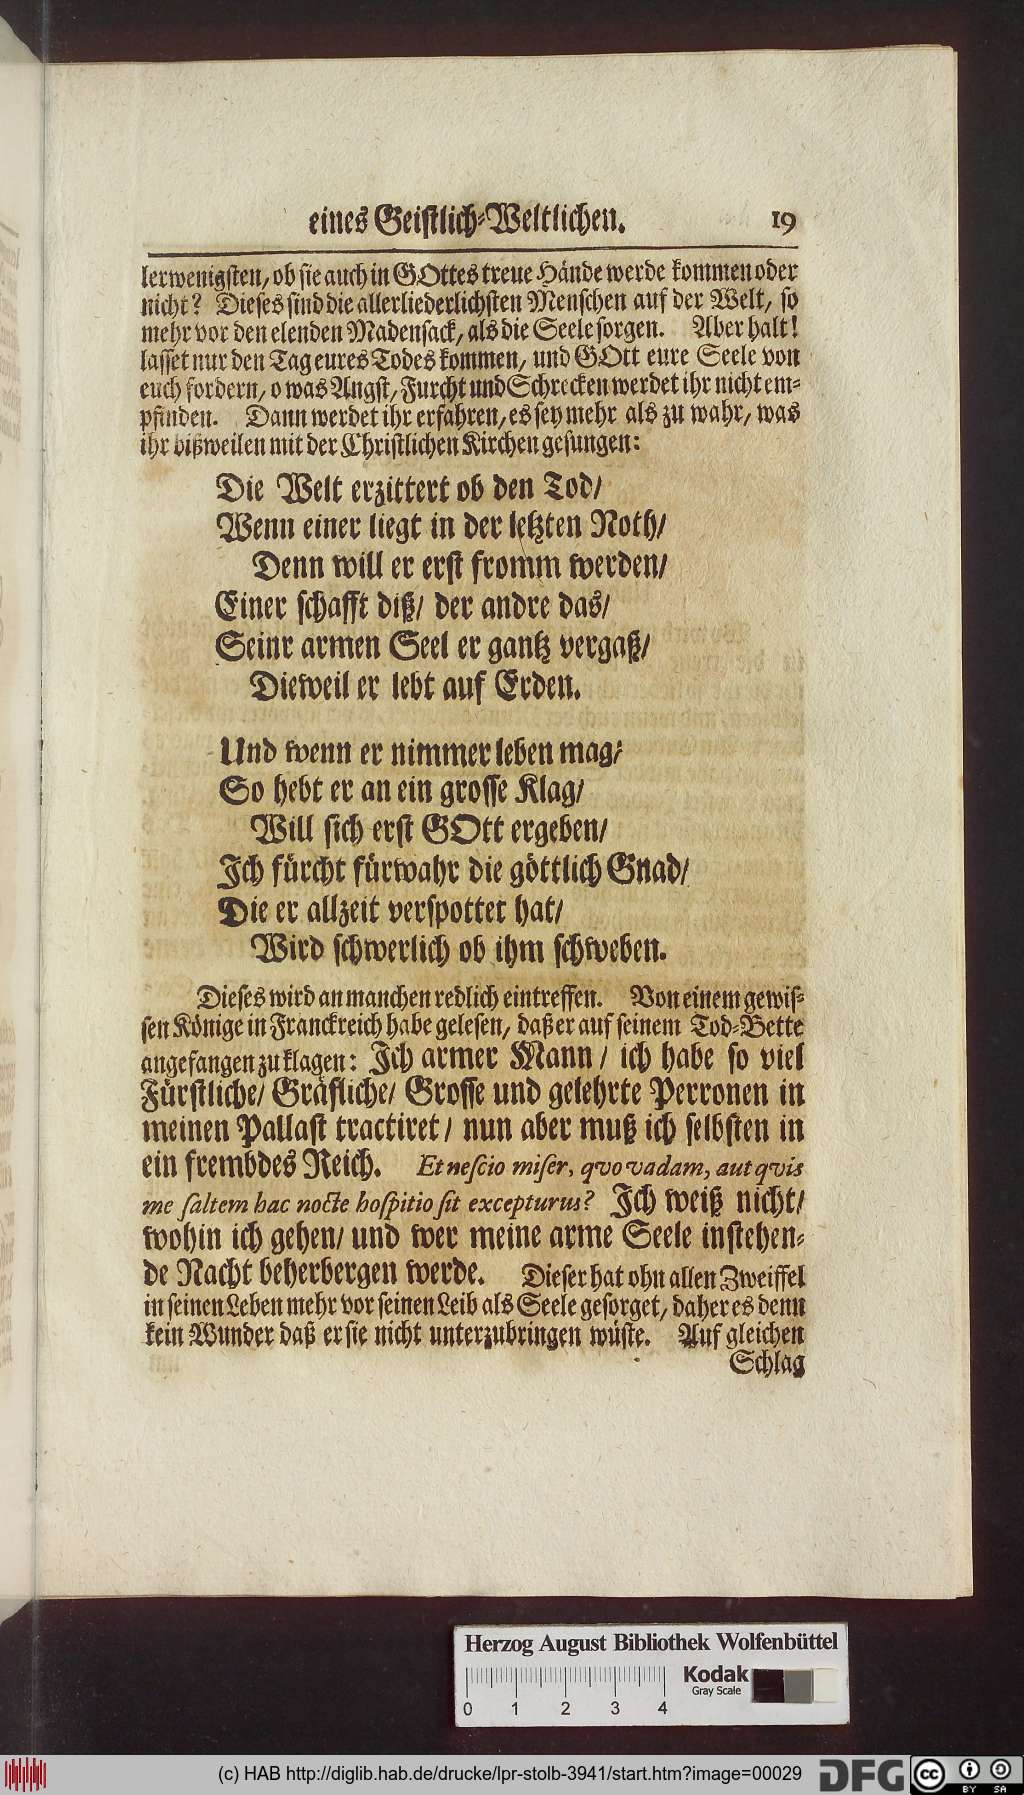 eines Geistlich-Weltlichen. 19
lerwenigsten, ob sie auch in GOttes treue Hände werde kommen oder
nicht? Dieses sind die allerliederlichsten Menschen auf der Welt, so
mehr vor den elenden Madensack, als die Seele sorgen. Aber halt!
lasset nur den Tag eures Todes kommen, und GOtt eure Seele von
euch fordern, o was Angst, Furcht und Schrecken werdet ihr nicht em-
pfinden. Dann werdet ihr erfahren, es sey mehr als zu wahr, was
ihr bißweilen mit der Christlichen Kirchen gesungen:
Die Welt erzittert ob den Tod/
Wenn einer liegt in der letzten Noth/
Denn will er erst fromm werden/
Einer schafft diß/ der andre das/
Seinr armen Seel er gantz vergaß/
Dieweil er lebt auf Erden.
Und wenn er nimmer leben mag/
So hebt er an ein grosse Klag/
Will sich erst GOtt ergeben/
Ich fürcht fürwahr die göttlich Gnad/
Die er allzeit verspottet hat/
Wird schwerlich ob ihm schweben.
Dieses wird an manchen redlich eintreffen. Von einem gewis-
sen Könige in Franckreich habe gelesen, daß er auf seinem Tod-Bette
angefangen zu klagen: Ich armer Mann/ ich habe so viel
Fürstliche/ Gräfliche/ Grosse und gelehrte Perronen in
meinen Pallast tractiret/ nun aber muß ich selbsten in
ein frembdes Reich. Et nescio miser, qvo vadam, aut qvis
me saltem hac nocte hospitio sit excepturus? Ich weiß nicht/
wohin ich gehen/ und wer meine arme Seele instehen-
de Nacht beherbergen werde. Dieser hat ohn allen Zweiffel
in seinen Leben mehr vor seinen Leib als Seele gesorget, daher es denn
kein Wunder daß er sie nicht unterzubringen wüste. Auf gleichen
Schlag
Herzog August Bibliothek Wolfenbüttel
Kodak
Gray Scale
0 1 2 3 4
(c) HAB http://diglib.hab.de/drucke/lpr-stolb-3941/start.htm?image=00029
DFG
cc BY SA